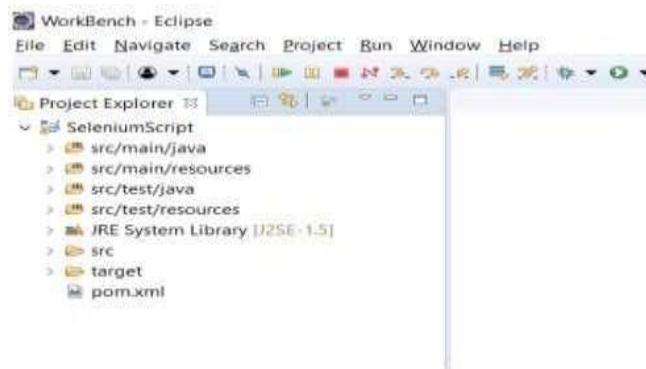 WorkBench - Eclipse
File Edit Navigate Search Project Run Window Help
Project Explorer
SeleniumScript
src/main/java
src/main/resources
src/test/java
src/test/resources
JRE System Library [J2SE-1.5]
src
target
pom.xml